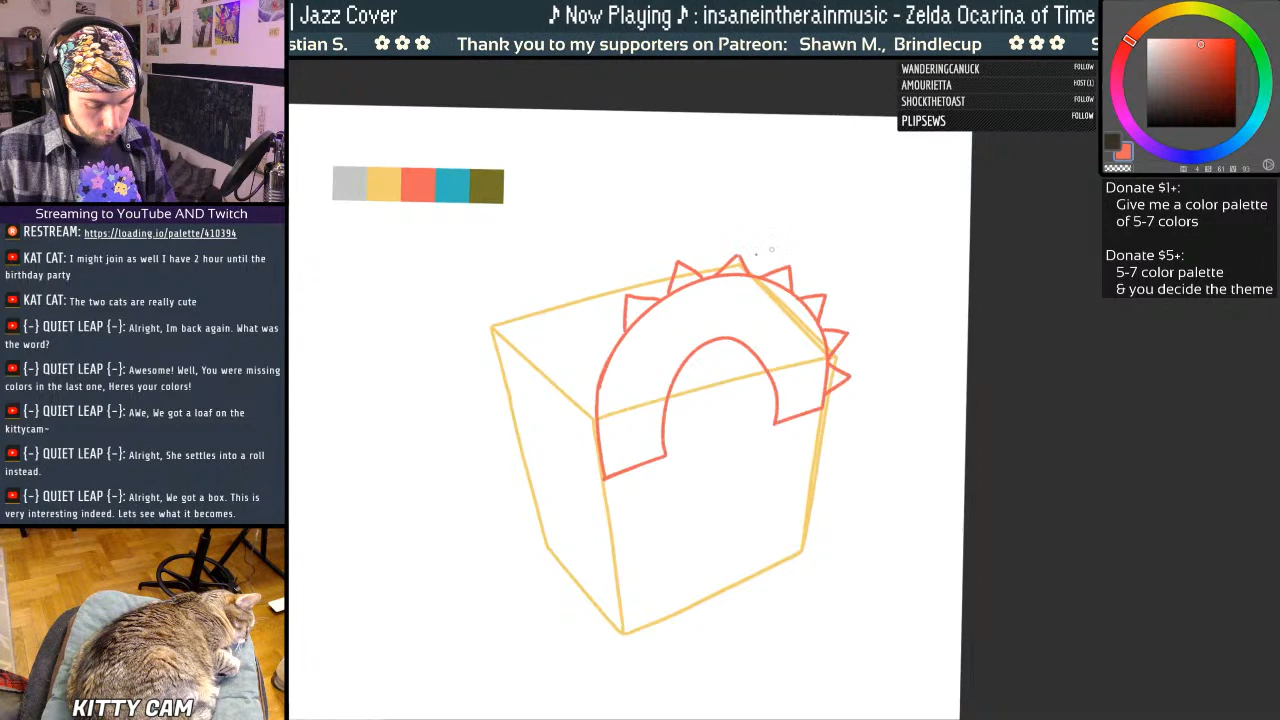 | Jazz Cover
♪ Now Playing ♪ : insaneintherainmusic - Zelda Ocarina of Time
stian S. ✿ ✿ ✿ Thank you to my supporters on Patreon: Shawn M., Brindlecup ✿ ✿ ✿ S
WANDERINGCANUCK FOLLOW
AMOURIETTA HOST(1)
SHOCKTHETOAST FOLLOW
PLIPSEWS FOLLOW
Donate $1+:
Give me a color palette
of 5-7 colors
Donate $5+:
5-7 color palette
& you decide the theme
Streaming to YouTube AND Twitch
RESTREAM: https://loading.io/palette/410394
KAT CAT: I might join as well I have 2 hour until the
birthday party
KAT CAT: The two cats are really cute
{-} QUIET LEAP {-}: Alright, Im back again. What was
the word?
{-} QUIET LEAP {-}: Awesome! Well, You were missing
colors in the last one, Heres your colors!
{-} QUIET LEAP {-}: AWe, We got a loaf on the
kittycam~
{-} QUIET LEAP {-}: Alright, She settles into a roll
instead.
{-} QUIET LEAP {-}: Alright, We got a box. This is
very interesting indeed. Lets see what it becomes.
KITTY CAM